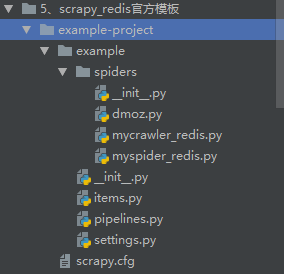 5、scrapy_redis官方模板
example-project
example
spiders
__init__.py
dmoz.py
mycrawler_redis.py
myspider_redis.py
__init__.py
items.py
pipelines.py
settings.py
scrapy.cfg